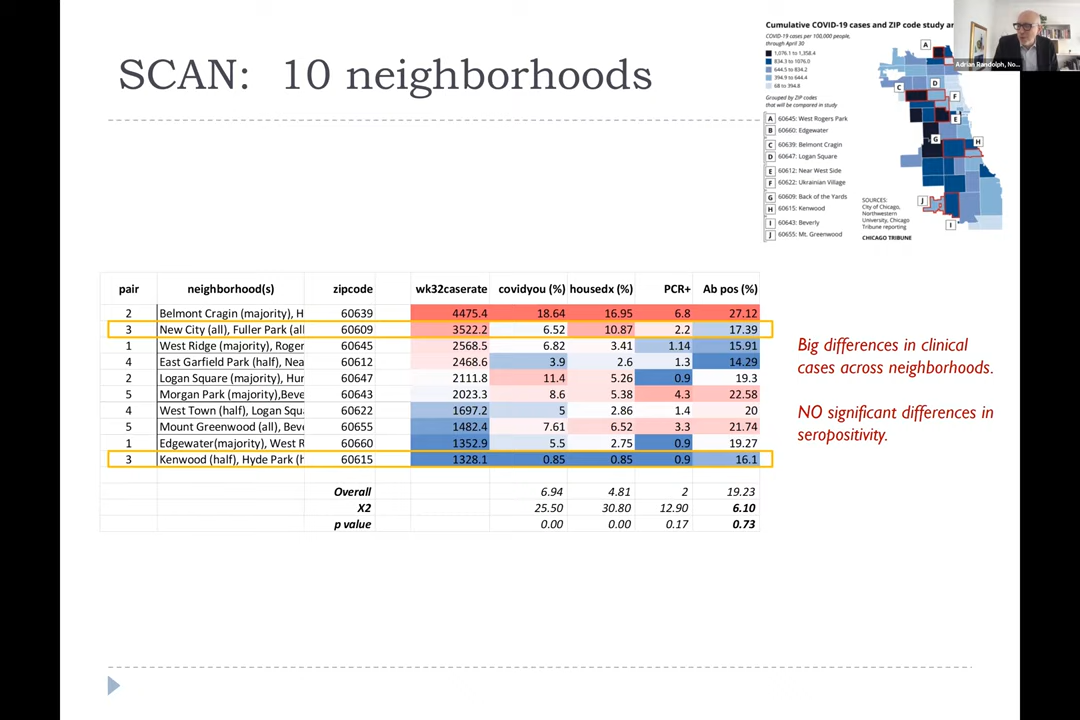 SCAN: 10 neighborhoods
Cumulative COVID-19 cases and ZIP code study
COVID-19 cases per 100,000 people,
through April 30
1,076.1 to 1,358.4
834.3 to 1076.0
644.5 to 834.2
394.9 to 644.4
68 to 394.8
Grouped by ZIP codes
that will be compared in study
A 60645: West Rogers Park
B 60660: Edgewater
C 60639: Belmont Cragin
D 60647: Logan Square
E 60612: Near West Side
F 60622: Ukrainian Village
G 60609: Back of the Yards
H 60615: Kenwood
I 60643: Beverly
J 60655: Mt. Greenwood
A
D
C
F
E
G
H
J
I
SOURCES:
City of Chicago,
Northwestern
University, Chicago
Tribune reporting
CHICAGO TRIBUNE
Adrian Randolph, No...
pair neighborhood(s) zipcode wk32caserate covidyou (%) housedx (%) PCR+ Ab pos (%)
2 Belmont Cragin (majority), H 60639 4475.4 18.64 16.95 6.8 27.12
3 New City (all), Fuller Park (all 60609 3522.2 6.52 10.87 2.2 17.39
1 West Ridge (majority), Roger 60645 2568.5 6.82 3.41 1.14 15.91
4 East Garfield Park (half), Nea 60612 2468.6 3.9 2.6 1.3 14.29
2 Logan Square (majority), Hur 60647 2111.8 11.4 5.26 0.9 19.3
5 Morgan Park (majority),Beve 60643 2023.3 8.6 5.38 4.3 22.58
4 West Town (half), Logan Squa 60622 1697.2 5 2.86 1.4 20
5 Mount Greenwood (all), Beve 60655 1482.4 7.61 6.52 3.3 21.74
1 Edgewater(majority), West R 60660 1352.9 5.5 2.75 0.9 19.27
3 Kenwood (half), Hyde Park (h 60615 1328.1 0.85 0.85 0.9 16.1
Overall 6.94 4.81 2 19.23
X2 25.50 30.80 12.90 6.10
p value 0.00 0.00 0.17 0.73
Big differences in clinical
cases across neighborhoods.
NO significant differences in
seropositivity.